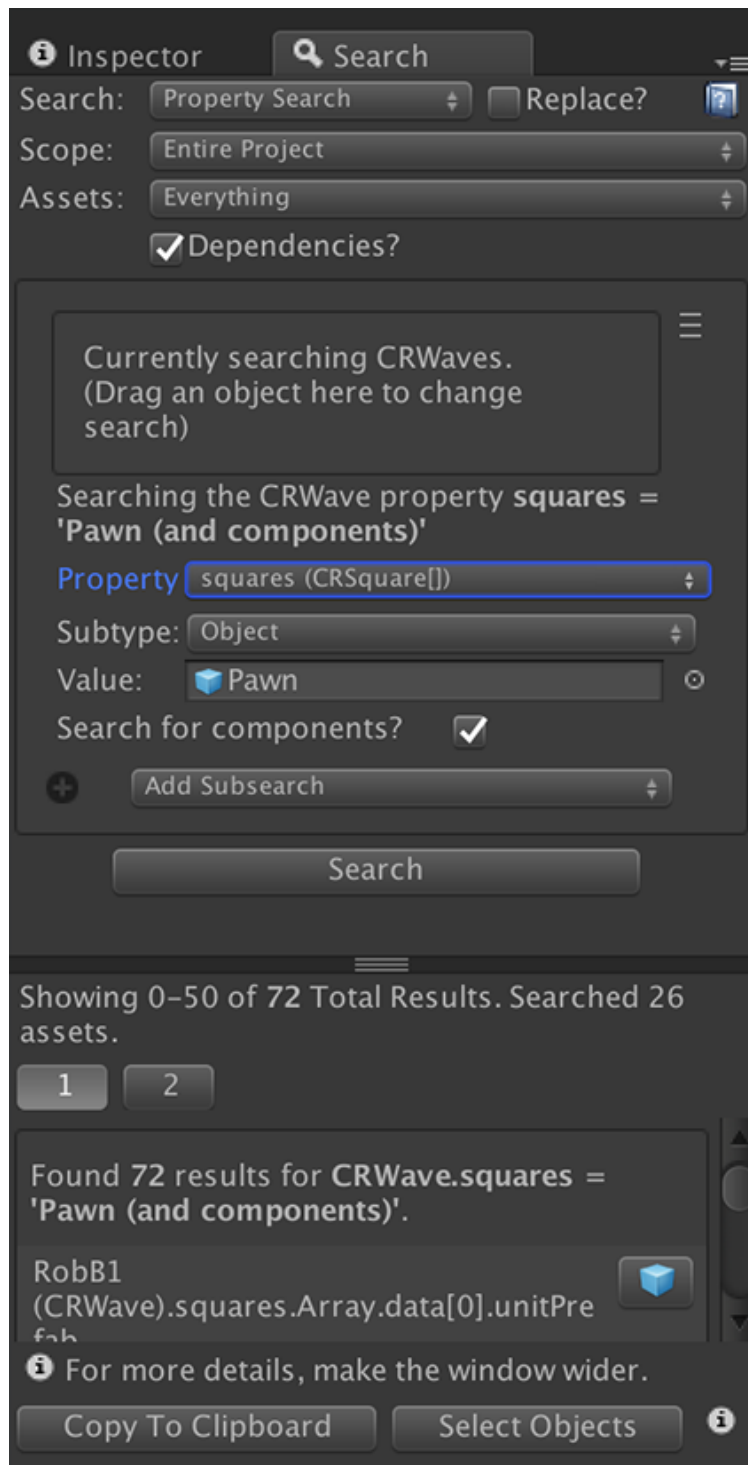 Inspector Search
Search: Property Search Replace?
Scope: Entire Project
Assets: Everything
Dependencies?
Currently searching CRWaves.
(Drag an object here to change
search)
Searching the CRWave property squares =
'Pawn (and components)'
Property squares (CRSquare[])
Subtype: Object
Value: Pawn
Search for components?
Add Subsearch
Search
Showing 0–50 of 72 Total Results. Searched 26
assets.
1 2
Found 72 results for CRWave.squares =
'Pawn (and components)'.
RobB1
(CRWave).squares.Array.data[0].unitPre
fab
For more details, make the window wider.
Copy To Clipboard Select Objects